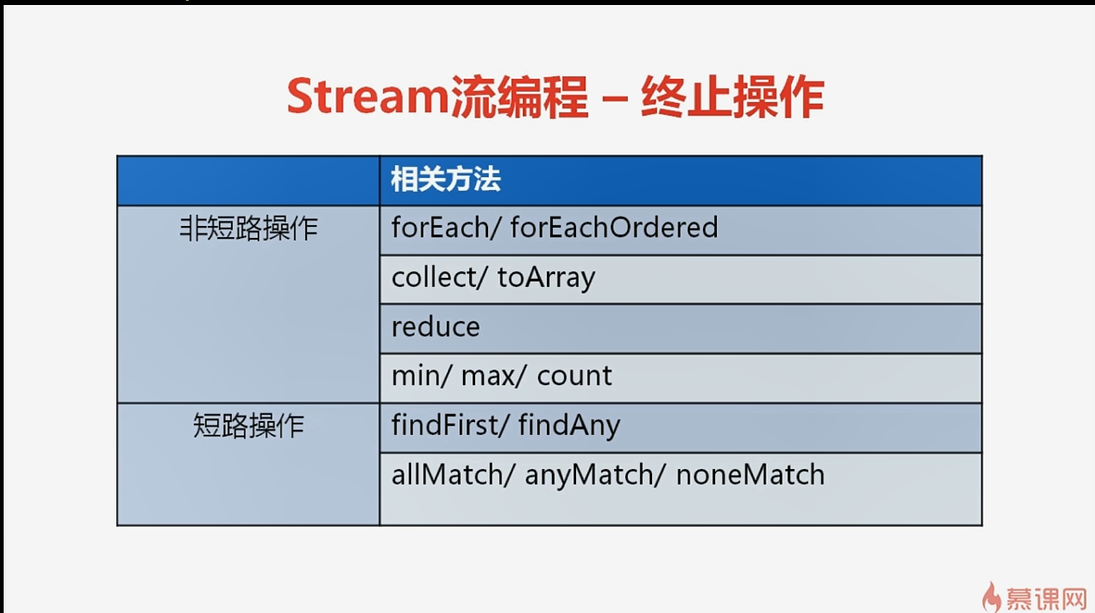 Stream流编程 – 终止操作
相关方法
非短路操作
forEach/ forEachOrdered
collect/ toArray
reduce
min/ max/ count
短路操作
findFirst/ findAny
allMatch/ anyMatch/ noneMatch
慕课网